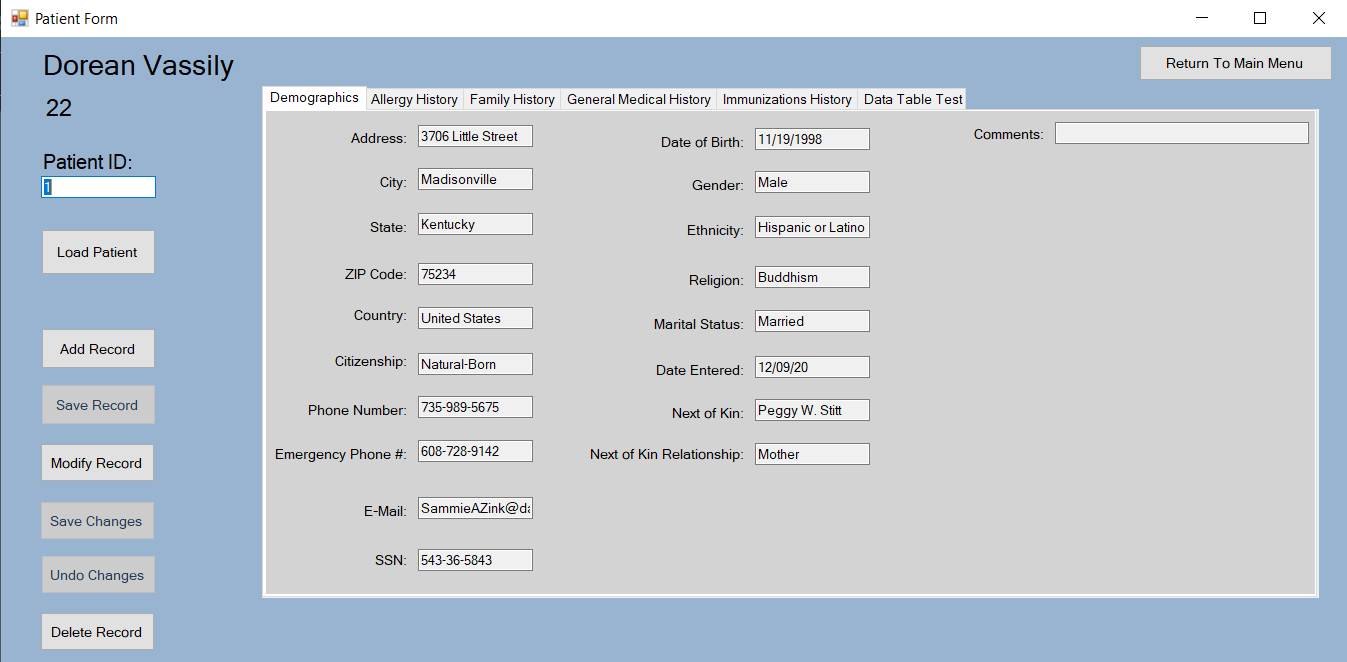 Patient Form
Dorean Vassily
22
Return To Main Menu
Patient ID:
1
Load Patient
Add Record
Save Record
Modify Record
Save Changes
Undo Changes
Delete Record
Demographics Allergy History Family History General Medical History Immunizations History Data Table Test
Address: 3706 Little Street
City: Madisonville
State: Kentucky
ZIP Code: 75234
Country: United States
Citizenship: Natural-Born
Phone Number: 735-989-5675
Emergency Phone #: 608-728-9142
E-Mail: SammieAZink@da
SSN: 543-36-5843
Date of Birth: 11/19/1998
Gender: Male
Ethnicity: Hispanic or Latino
Religion: Buddhism
Marital Status: Married
Date Entered: 12/09/20
Next of Kin: Peggy W. Stitt
Next of Kin Relationship: Mother
Comments: